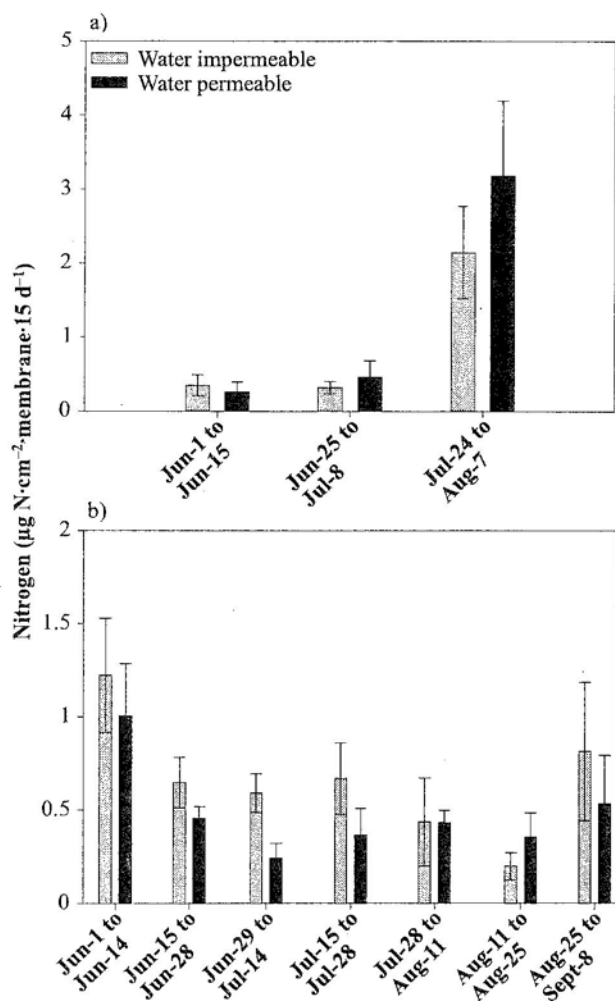 a)
5
Water impermeable
Water permeable
4
3
2
1
0
Jun-1 to
Jun-15
Jun-25 to
Jul-8
Jul-24 to
Aug-7
Nitrogen (µg N·cm⁻²·membrane·15 d⁻¹)
b)
2
1.5
1
0.5
0
Jun-1 to
Jun-14
Jun-15 to
Jun-28
Jun-29 to
Jul-14
Jul-15 to
Jul-28
Jul-28 to
Aug-11
Aug-11 to
Aug-25
Aug-25 to
Sept-8